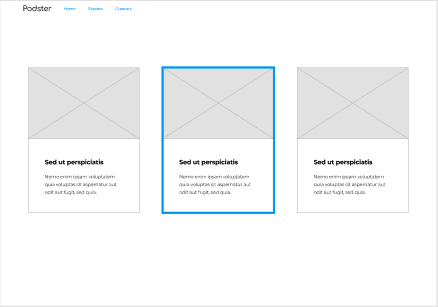 Podster
Home Explore Creators
Sed ut perspiciatis
Nemo enim ipsam voluptatem
quia voluptas sit aspernatur aut
odit aut fugit, sed quia.
Sed ut perspiciatis
Nemo enim ipsam voluptatem
quia voluptas sit aspernatur aut
odit aut fugit, sed quia.
Sed ut perspiciatis
Nemo enim ipsam voluptatem
quia voluptas sit aspernatur aut
odit aut fugit, sed quia.